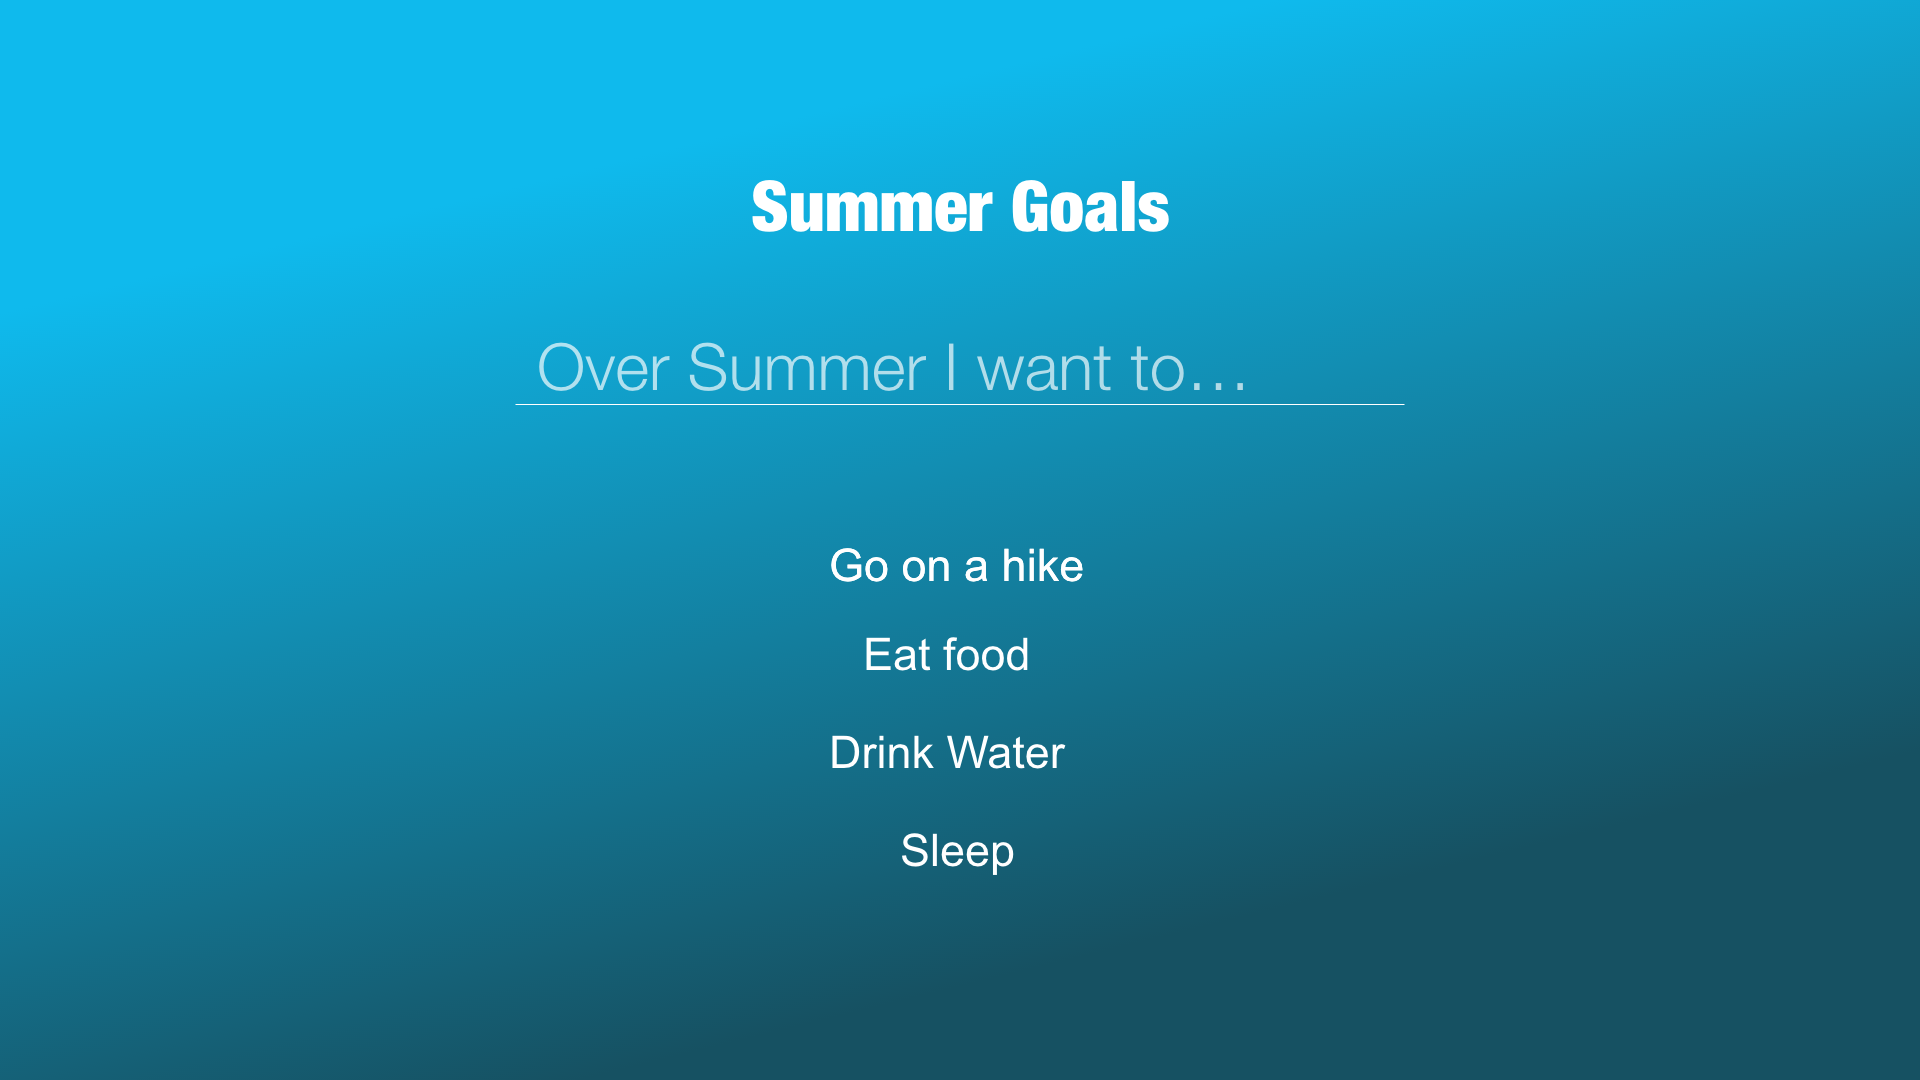 Summer Goals
Over Summer I want to…
Go on a hike
Eat food
Drink Water
Sleep